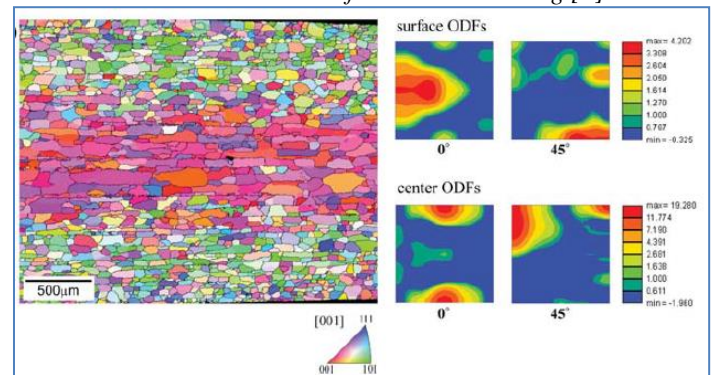 surface ODFs
max= 4.202
3.309
2.604
2.050
1.614
1.270
1.000
0.787
min= -0.325
0° 45°
center ODFs
max= 19.280
11.774
7.190
4.391
2.681
1.638
1.000
0.611
min= -1.960
0° 45°
500μm
[001] 111
001 101